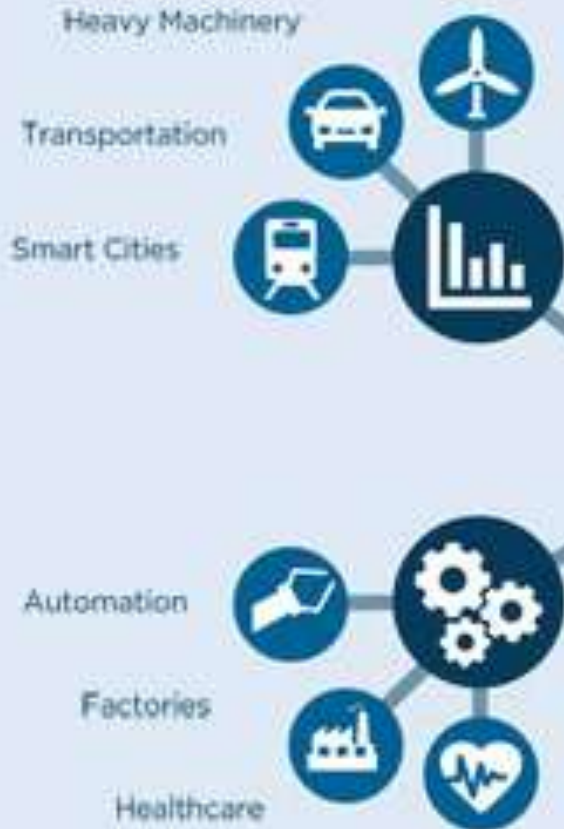 Heavy Machinery
Transportation
Smart Cities
Automation
Factories
Healthcare